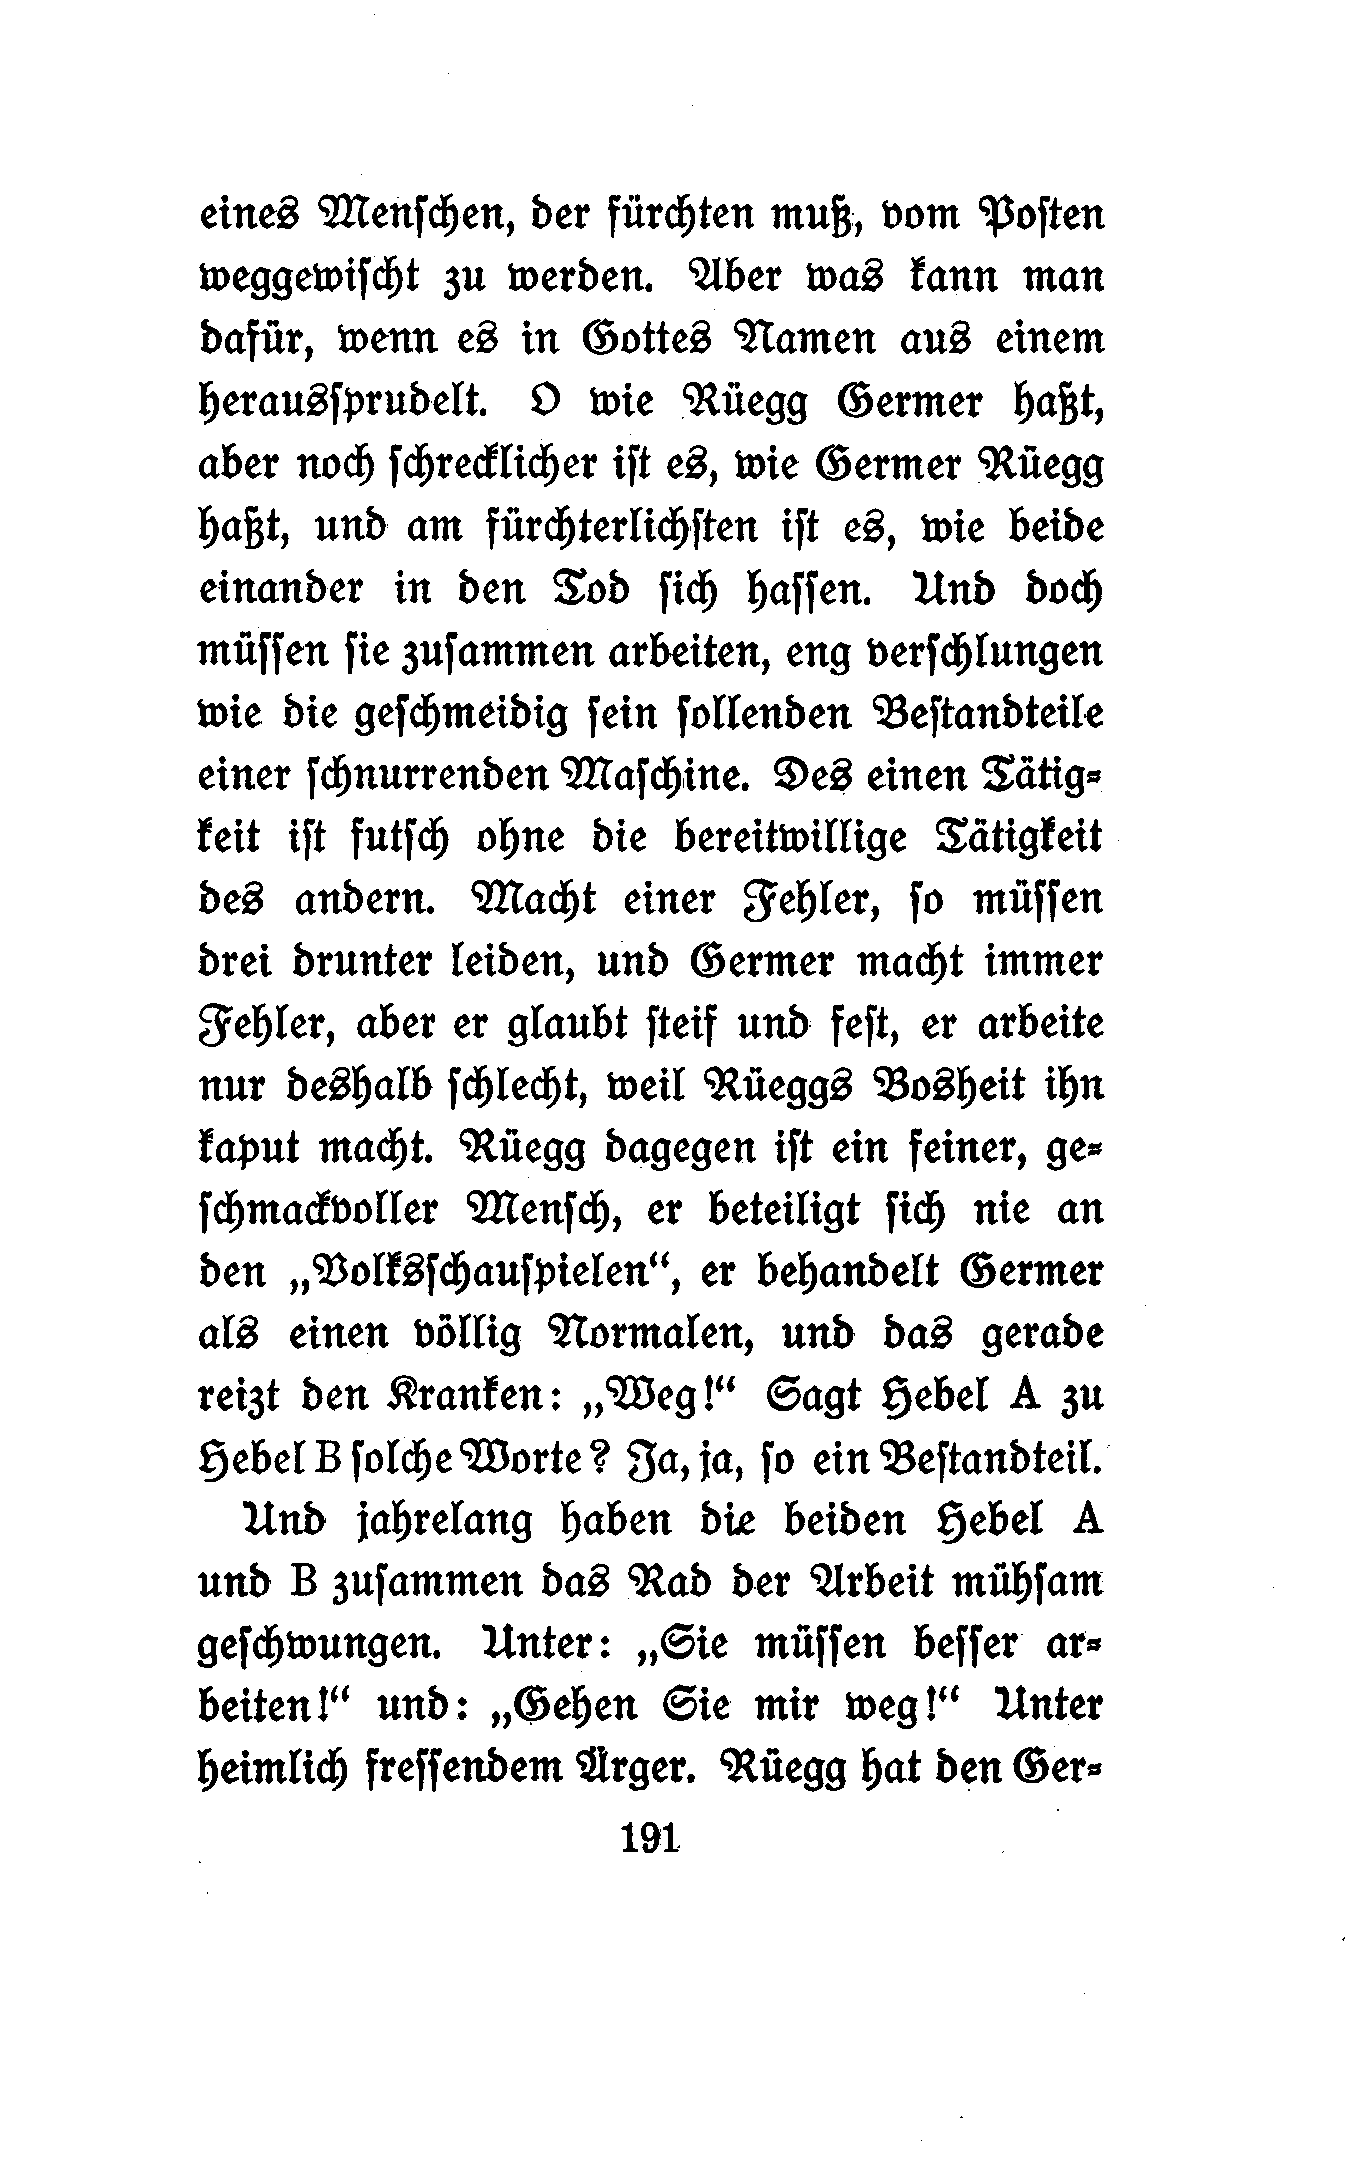 eines Menschen, der fürchten muß, vom Posten
weggewischt zu werden. Aber was kann man
dafür, wenn es in Gottes Namen aus einem
heraussprudelt. O wie Rüegg Germer haßt,
aber noch schrecklicher ist es, wie Germer Rüegg
haßt, und am fürchterlichsten ist es, wie beide
einander in den Tod sich hassen. Und doch
müssen sie zusammen arbeiten, eng verschlungen
wie die geschmeidig sein sollenden Bestandteile
einer schnurrenden Maschine. Des einen Tätig-
keit ist futsch ohne die bereitwillige Tätigkeit
des andern. Macht einer Fehler, so müssen
drei drunter leiden, und Germer macht immer
Fehler, aber er glaubt steif und fest, er arbeite
nur deshalb schlecht, weil Rüeggs Bosheit ihn
kaput macht. Rüegg dagegen ist ein feiner, ge-
schmackvoller Mensch, er beteiligt sich nie an
den „Volksschauspielen“, er behandelt Germer
als einen völlig Normalen, und das gerade
reizt den Kranken: „Weg!“ Sagt Hebel A zu
Hebel B solche Worte? Ja, ja, so ein Bestandteil.
Und jahrelang haben die beiden Hebel A
und B zusammen das Rad der Arbeit mühsam
geschwungen. Unter: „Sie müssen besser ar-
beiten!“ und: „Gehen Sie mir weg!“ Unter
heimlich fressendem Ärger. Rüegg hat den Ger-
191